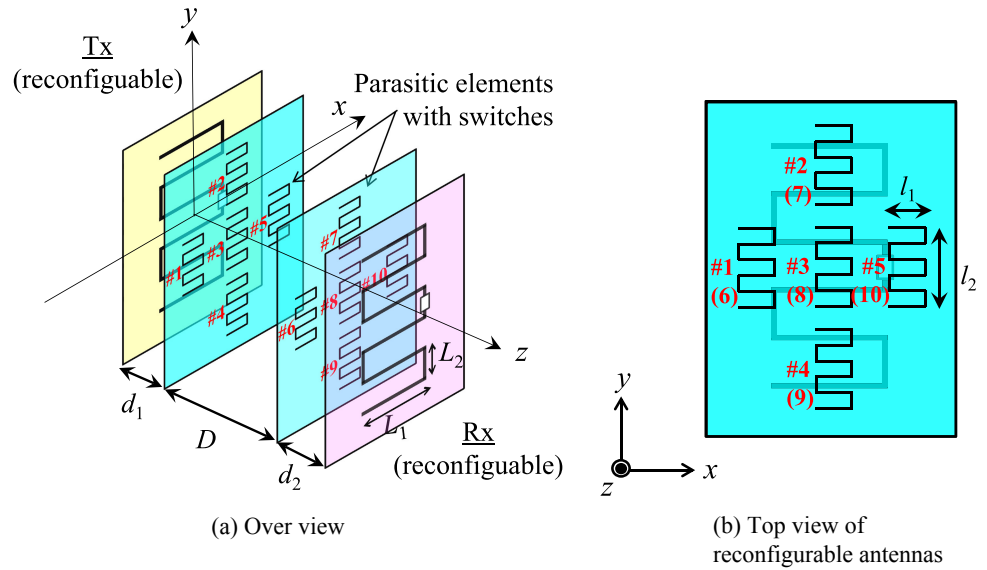 Tx
(reconfiguable)
y
x
Parasitic elements
with switches
#2
#5
#3
#1
#4
#7
#10
#6
#8
#9
z
L2
L1
d1
D
d2
Rx
(reconfiguable)
(a) Over view
#2
(7)
l1
#1
(6)
#3
(8)
#5
(10)
l2
#4
(9)
y
x
z
(b) Top view of
reconfigurable antennas